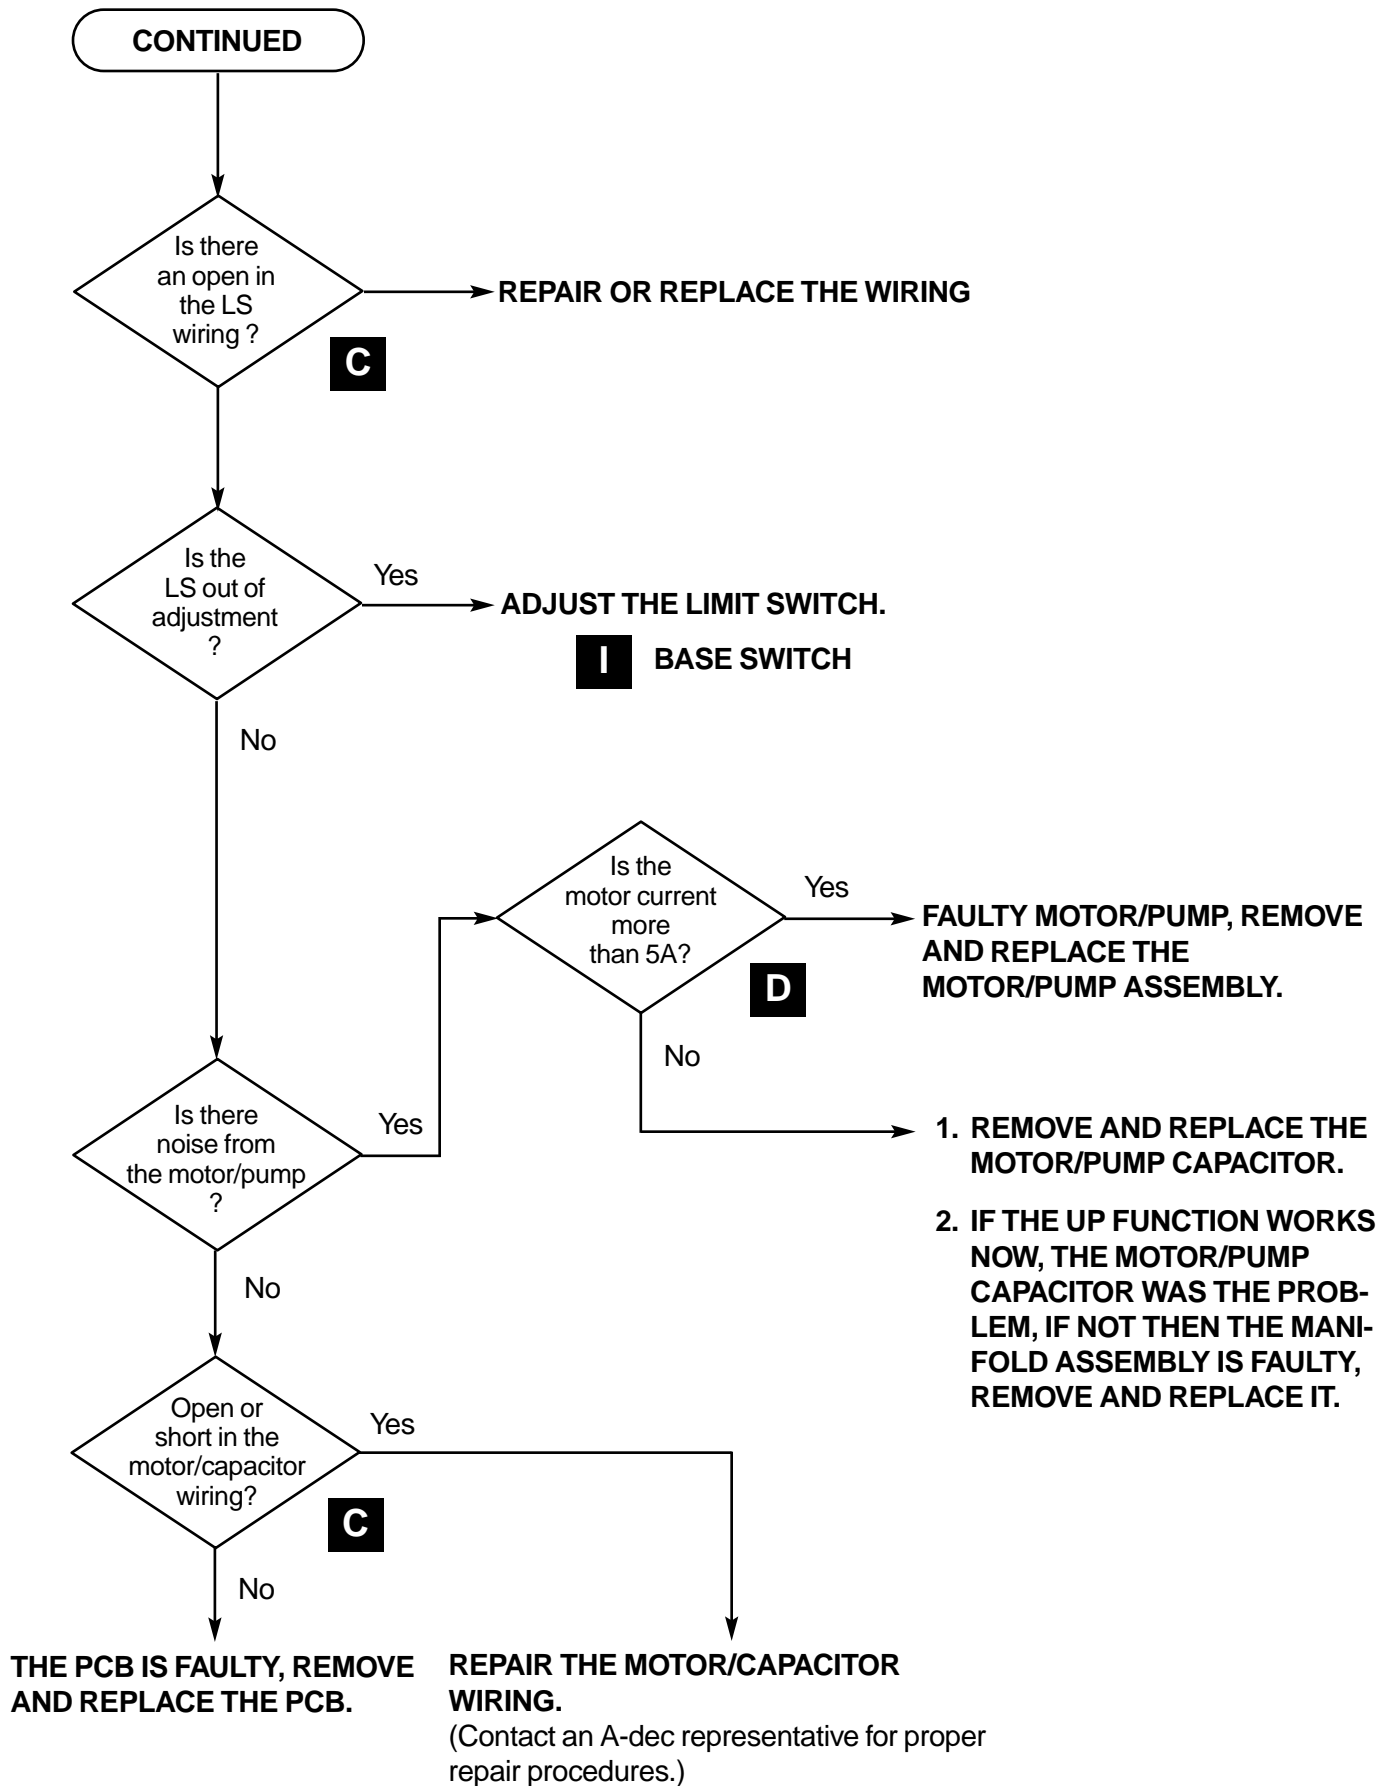 CONTINUED
Is there
an open in
the LS
wiring ?
REPAIR OR REPLACE THE WIRING
C
Is the
LS out of
adjustment
?
Yes
ADJUST THE LIMIT SWITCH.
I BASE SWITCH
No
Is the
motor current
more
than 5A?
Yes
FAULTY MOTOR/PUMP, REMOVE
AND REPLACE THE
MOTOR/PUMP ASSEMBLY.
D
No
Is there
noise from
the motor/pump
?
Yes
1. REMOVE AND REPLACE THE
MOTOR/PUMP CAPACITOR.
2. IF THE UP FUNCTION WORKS
NOW, THE MOTOR/PUMP
CAPACITOR WAS THE PROB-
LEM, IF NOT THEN THE MANI-
FOLD ASSEMBLY IS FAULTY,
REMOVE AND REPLACE IT.
No
Open or
short in the
motor/capacitor
wiring?
Yes
C
No
THE PCB IS FAULTY, REMOVE
AND REPLACE THE PCB.
REPAIR THE MOTOR/CAPACITOR
WIRING.
(Contact an A-dec representative for proper
repair procedures.)